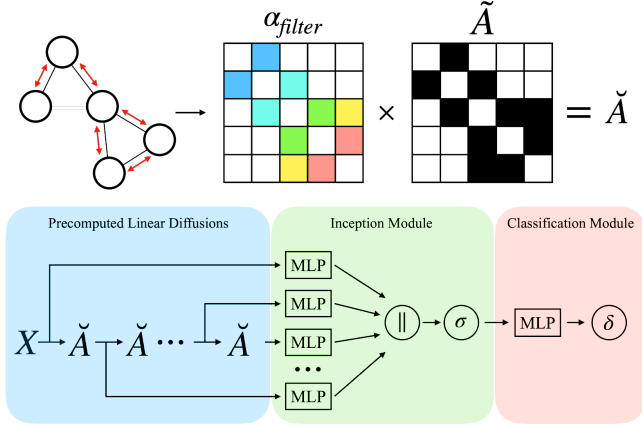 α_filter Ã
× = Ă
Precomputed Linear Diffusions Inception Module Classification Module
MLP
MLP
X Ă Ă ··· Ă MLP || σ MLP δ
···
MLP